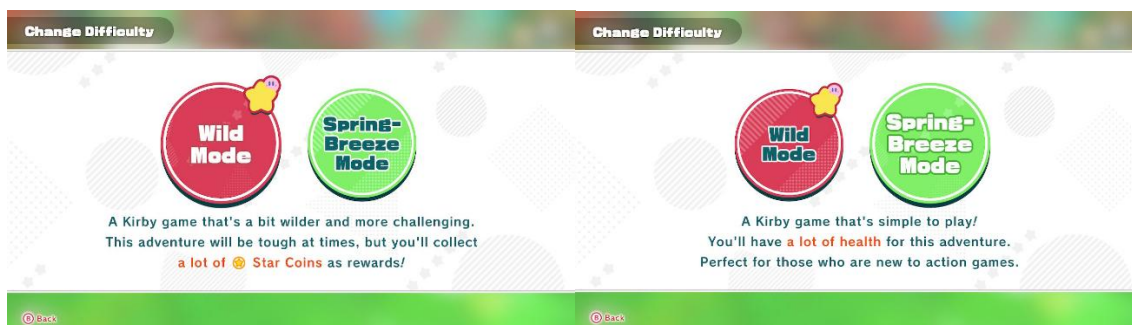 Change Difficulty
Wild
Mode
Spring-
Breeze
Mode
A Kirby game that's a bit wilder and more challenging.
This adventure will be tough at times, but you'll collect
a lot of Star Coins as rewards!
B Back
Change Difficulty
Wild
Mode
Spring-
Breeze
Mode
A Kirby game that's simple to play!
You'll have a lot of health for this adventure.
Perfect for those who are new to action games.
B Back